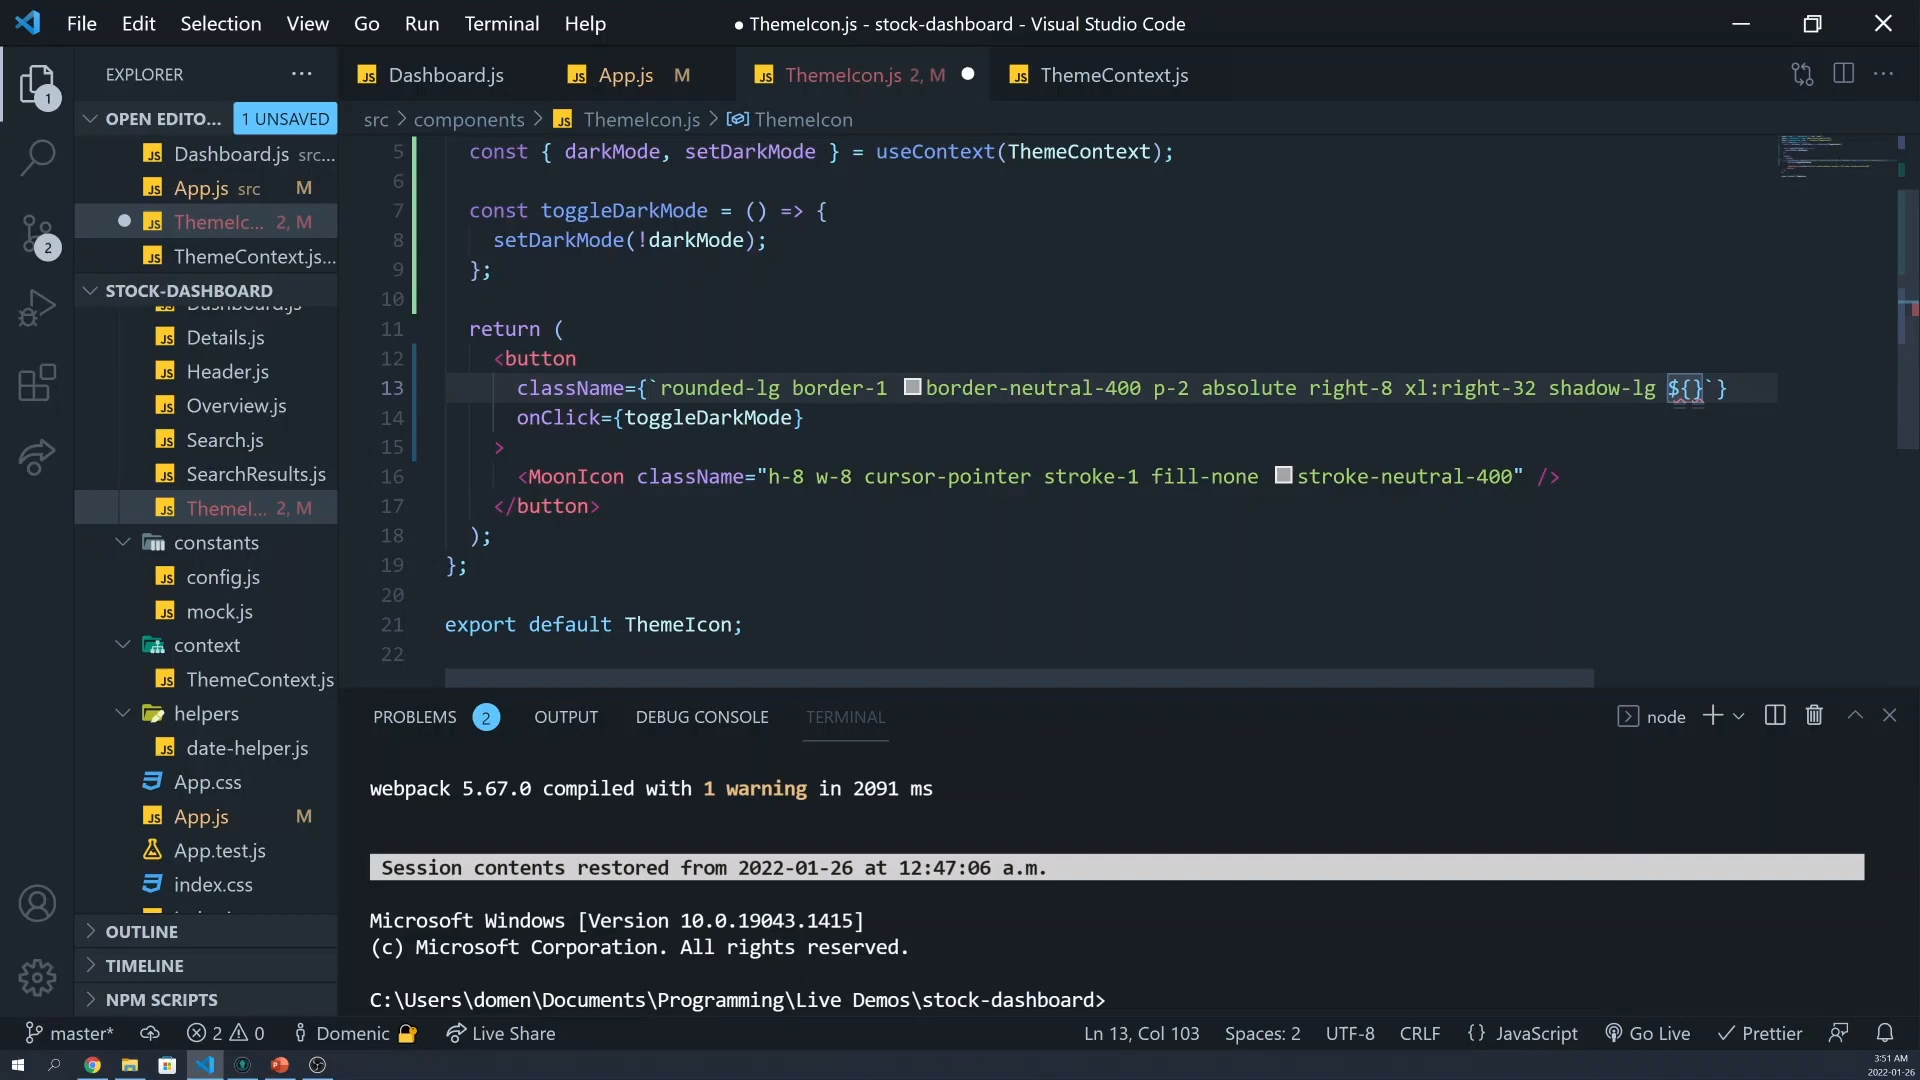 File Edit Selection View Go Run Terminal Help
● ThemeIcon.js - stock-dashboard - Visual Studio Code
EXPLORER
JS Dashboard.js
JS App.js M
JS ThemeIcon.js 2, M
JS ThemeContext.js
OPEN EDITO... 1 UNSAVED
src > components > JS ThemeIcon.js > ThemeIcon
JS Dashboard.js src...
JS App.js src M
JS ThemeIc... 2, M
JS ThemeContext.js...
STOCK-DASHBOARD
Dashboard.js
JS Details.js
JS Header.js
JS Overview.js
JS Search.js
JS SearchResults.js
JS ThemeI... 2, M
constants
JS config.js
JS mock.js
context
JS ThemeContext.js
helpers
JS date-helper.js
App.css
JS App.js M
App.test.js
index.css
OUTLINE
TIMELINE
NPM SCRIPTS
1
2
5 const { darkMode, setDarkMode } = useContext(ThemeContext);
6
7 const toggleDarkMode = () => {
8 setDarkMode(!darkMode);
9 };
10
11 return (
12 <button
13 className={`rounded-lg border-1 border-neutral-400 p-2 absolute right-8 xl:right-32 shadow-lg ${}`}
14 onClick={toggleDarkMode}
15 >
16 <MoonIcon className="h-8 w-8 cursor-pointer stroke-1 fill-none stroke-neutral-400" />
17 </button>
18 );
19 };
20
21 export default ThemeIcon;
22
PROBLEMS 2 OUTPUT DEBUG CONSOLE TERMINAL
node
webpack 5.67.0 compiled with 1 warning in 2091 ms
Session contents restored from 2022-01-26 at 12:47:06 a.m.
Microsoft Windows [Version 10.0.19043.1415]
(c) Microsoft Corporation. All rights reserved.
C:\Users\domen\Documents\Programming\Live Demos\stock-dashboard>
master* 2 0 Domenic Live Share
Ln 13, Col 103 Spaces: 2 UTF-8 CRLF {} JavaScript Go Live Prettier
3:51 AM
2022-01-26